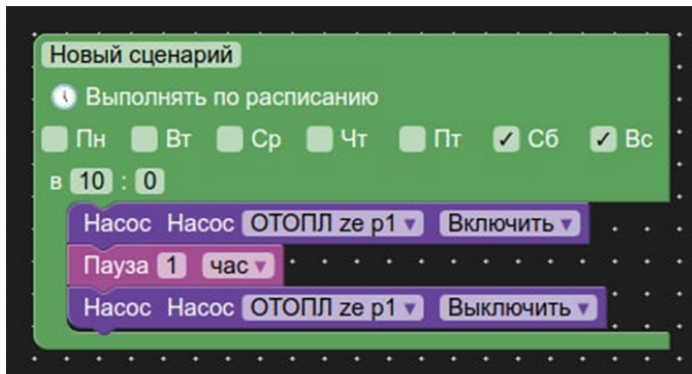 Новый сценарий
Выполнять по расписанию
Пн Вт Ср Чт Пт Сб Вс
в 10 : 0
Насос Насос ОТОПЛ ze p1 Включить
Пауза 1 час
Насос Насос ОТОПЛ ze p1 Выключить